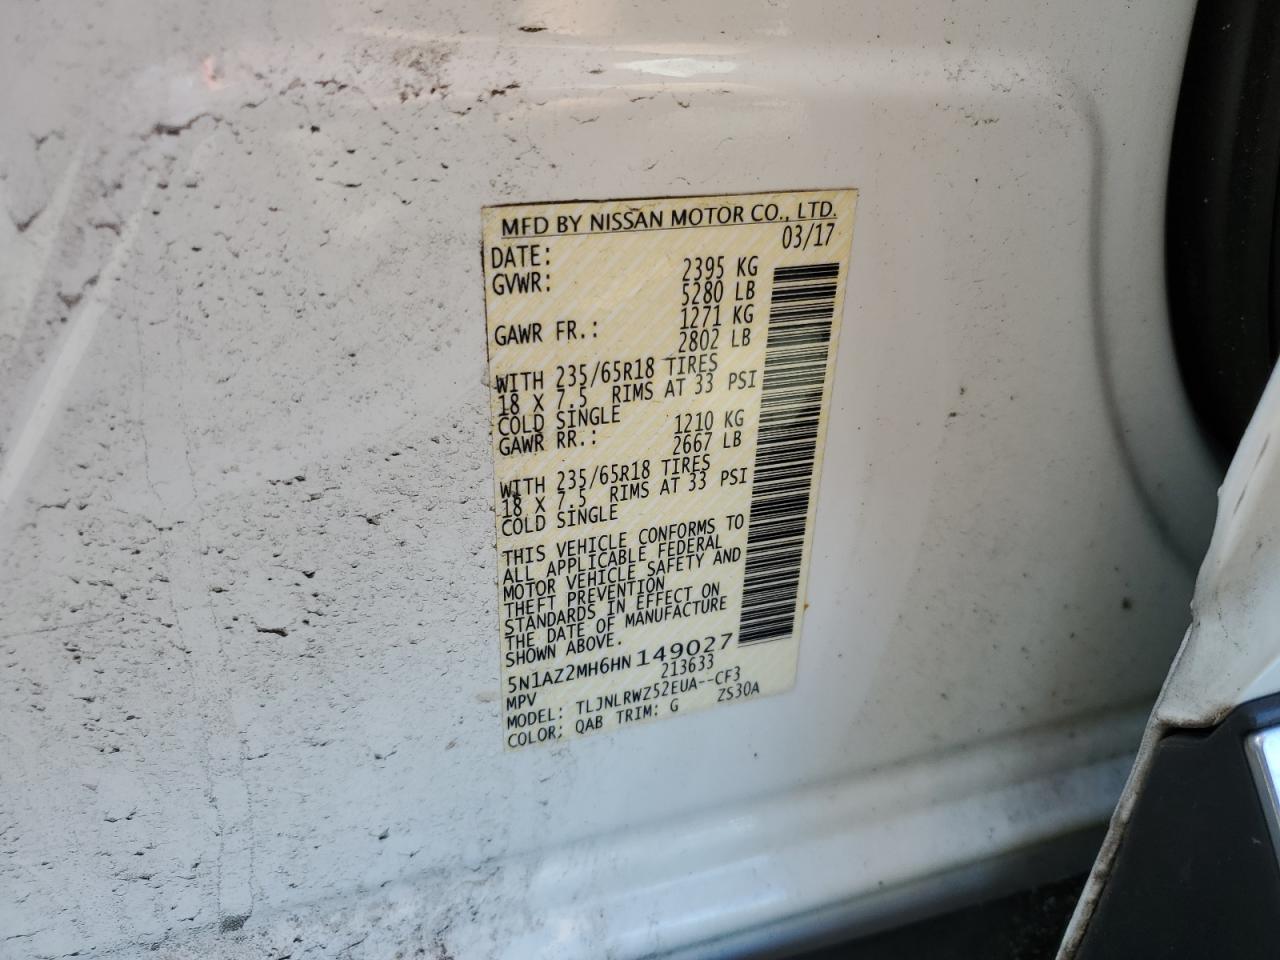 MFD BY NISSAN MOTOR CO., LTD.
DATE: 03/17
GVWR: 2395 KG
5280 LB
GAWR FR.: 1271 KG
2802 LB
WITH 235/65R18 TIRES
18 X 7.5 RIMS AT 33 PSI
COLD SINGLE
GAWR RR.: 1210 KG
2667 LB
WITH 235/65R18 TIRES
18 X 7.5 RIMS AT 33 PSI
COLD SINGLE
THIS VEHICLE CONFORMS TO
ALL APPLICABLE FEDERAL
MOTOR VEHICLE SAFETY AND
THEFT PREVENTION
STANDARDS IN EFFECT ON
THE DATE OF MANUFACTURE
SHOWN ABOVE.
5N1AZ2MH6HN149027
MPV 213633
MODEL: TLJNLRWZ52EUA--CF3
COLOR: QAB TRIM: G ZS30A